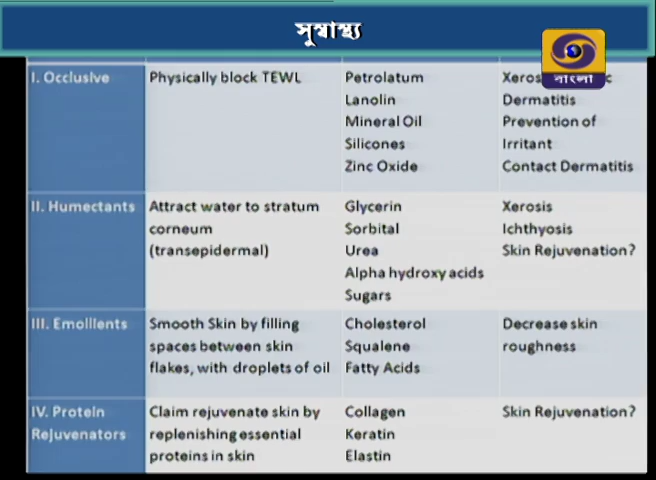 সুস্বাস্থ্য
বাংলা
I. Occlusive
Physically block TEWL
Petrolatum
Lanolin
Mineral Oil
Silicones
Zinc Oxide
Dermatitis
Prevention of
Irritant
Contact Dermatitis
II. Humectants
Attract water to stratum
corneum
(transepidermal)
Glycerin
Sorbital
Urea
Alpha hydroxy acids
Sugars
Xerosis
Ichthyosis
Skin Rejuvenation?
III. Emollients
Smooth Skin by filling
spaces between skin
flakes, with droplets of oil
Cholesterol
Squalene
Fatty Acids
Decrease skin
roughness
IV. Protein
Rejuvenators
Claim rejuvenate skin by
replenishing essential
proteins in skin
Collagen
Keratin
Elastin
Skin Rejuvenation?